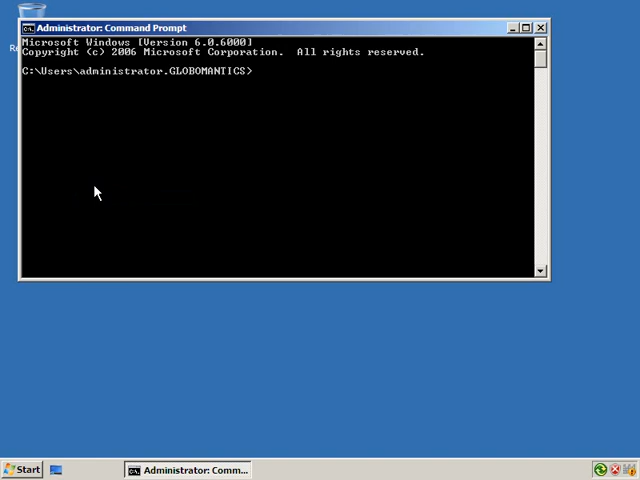 Administrator: Command Prompt
Microsoft Windows [Version 6.0.6000]
Copyright (c) 2006 Microsoft Corporation.  All rights reserved.
C:\Users\administrator.GLOBOMANTICS>
Start
Administrator: Comm...